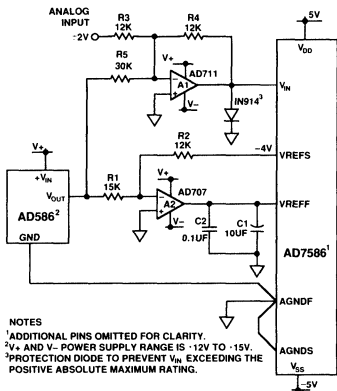 ANALOG
INPUT
±2V
R3
12K
R4
12K
R5
30K
V+
AD711
A1
V–
IN914³
5V
VDD
VIN
R2
12K
–4V
VREFS
V+
+VIN
VOUT
AD586²
GND
R1
15K
V+
AD707
A2
V–
C2
0.1UF
C1
10UF
VREFF
AD7586¹
AGNDF
AGNDS
VSS
–5V
NOTES
¹ADDITIONAL PINS OMITTED FOR CLARITY.
²V+ AND V– POWER SUPPLY RANGE IS ·12V TO ·15V.
³PROTECTION DIODE TO PREVENT VIN EXCEEDING THE
POSITIVE ABSOLUTE MAXIMUM RATING.